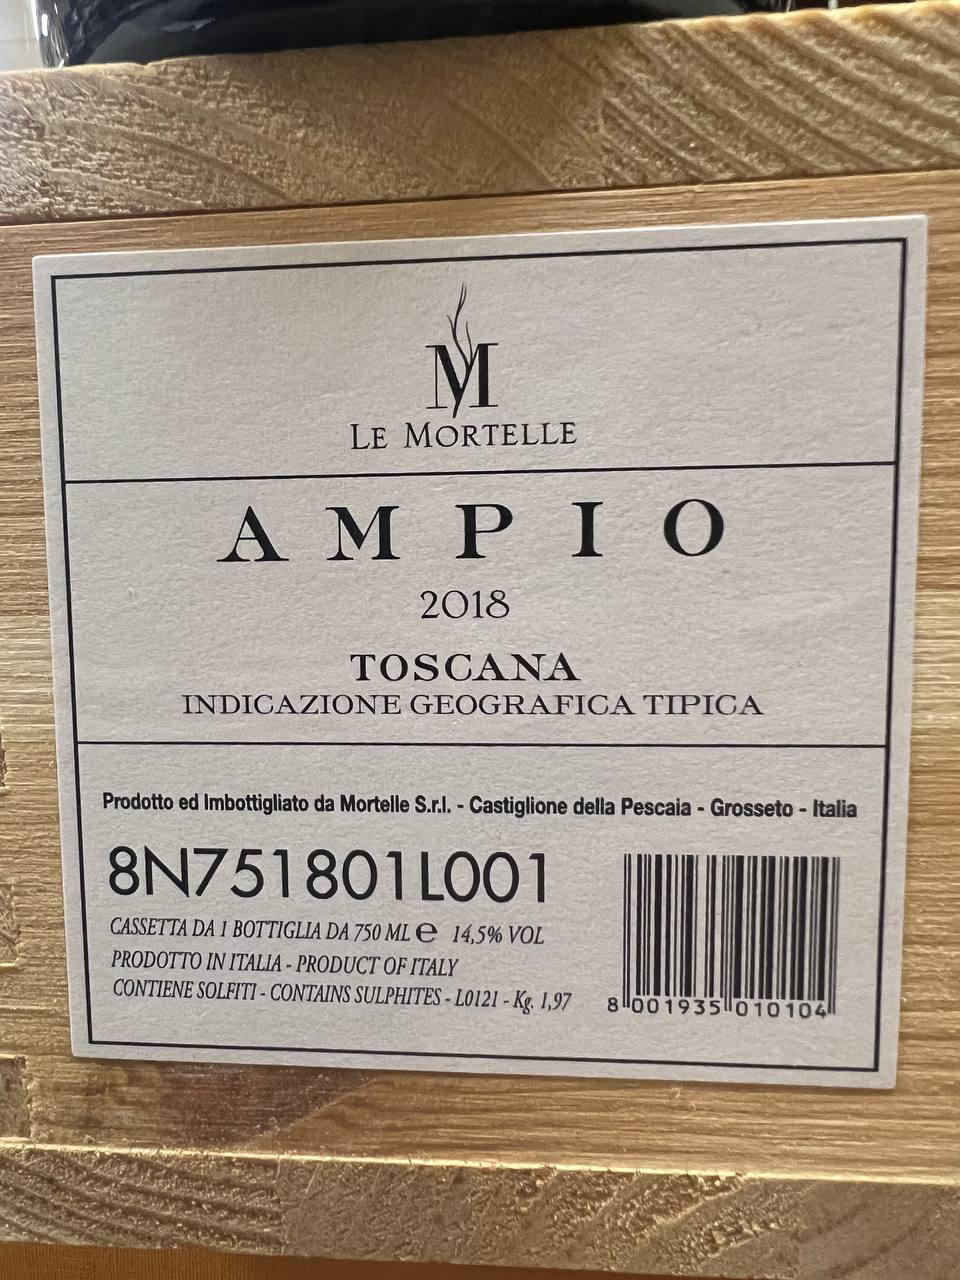 M
LE MORTELLE
AMPIO
2018
TOSCANA
INDICAZIONE GEOGRAFICA TIPICA
Prodotto ed Imbottigliato da Mortelle S.r.l. - Castiglione della Pescaia - Grosseto - Italia
8N751801L001
CASSETTA DA 1 BOTTIGLIA DA 750 ML e 14,5% VOL
PRODOTTO IN ITALIA - PRODUCT OF ITALY
CONTIENE SOLFITI - CONTAINS SULPHITES - L0121 - Kg. 1,97
8 001935 010104